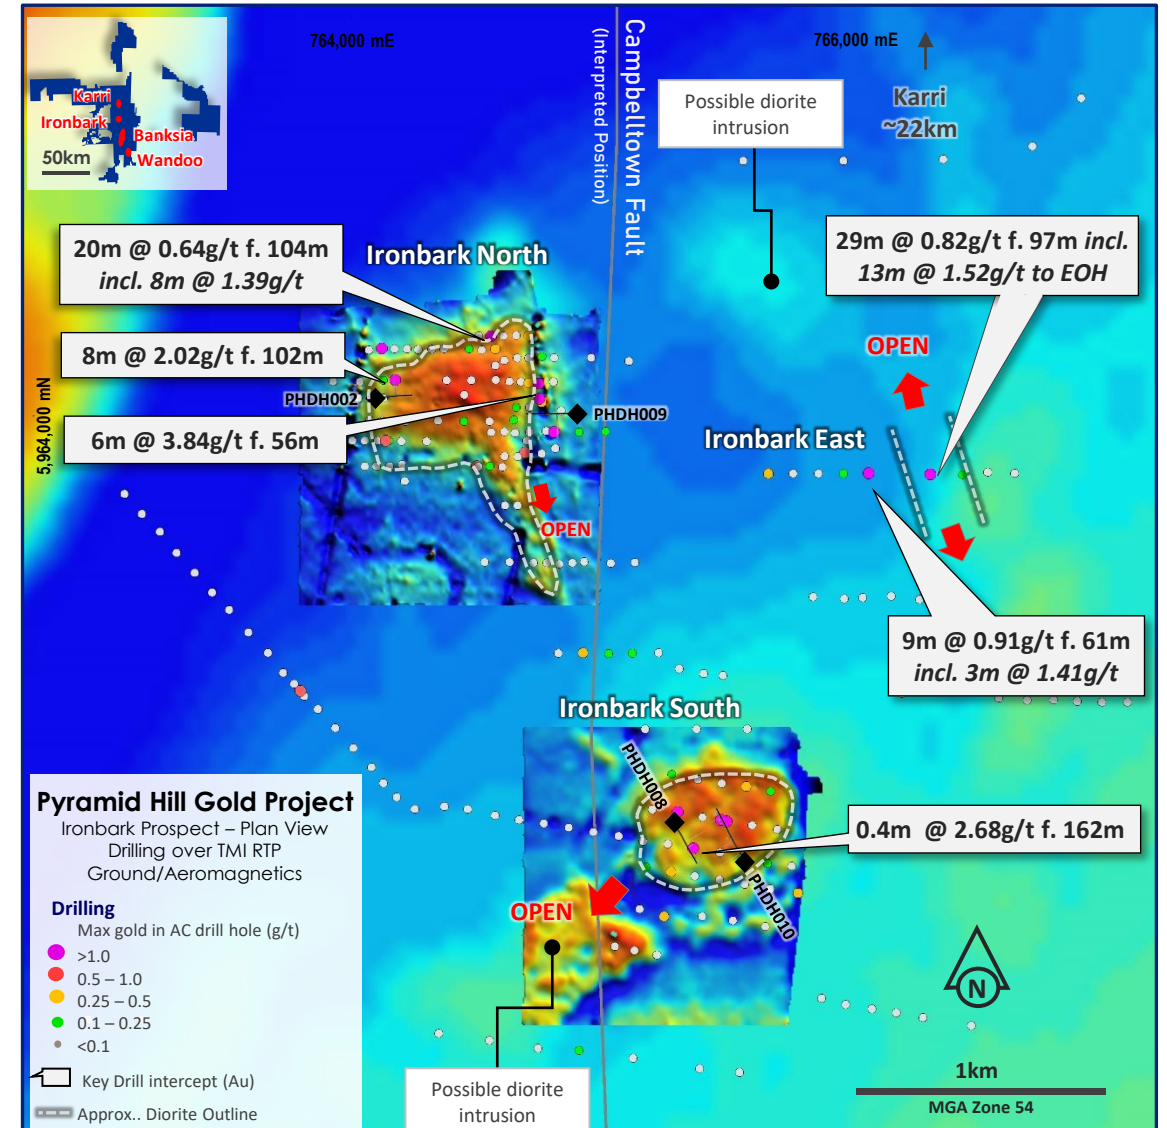 764,000 mE
Campbelltown Fault
(Interpreted Position)
766,000 mE
Karri
~22km
Karri
Ironbark
Banksia
Wandoo
50km
Possible diorite
intrusion
20m @ 0.64g/t f. 104m
incl. 8m @ 1.39g/t
Ironbark North
29m @ 0.82g/t f. 97m incl.
13m @ 1.52g/t to EOH
8m @ 2.02g/t f. 102m
OPEN
PHDH002
PHDH009
5,964,000 mN
6m @ 3.84g/t f. 56m
Ironbark East
OPEN
9m @ 0.91g/t f. 61m
incl. 3m @ 1.41g/t
Ironbark South
PHDH008
0.4m @ 2.68g/t f. 162m
PHDH010
OPEN
Pyramid Hill Gold Project
Ironbark Prospect – Plan View
Drilling over TMI RTP
Ground/Aeromagnetics
Drilling
Max gold in AC drill hole (g/t)
>1.0
0.5 – 1.0
0.25 – 0.5
0.1 – 0.25
<0.1
Key Drill intercept (Au)
Approx.. Diorite Outline
Possible diorite
intrusion
N
1km
MGA Zone 54